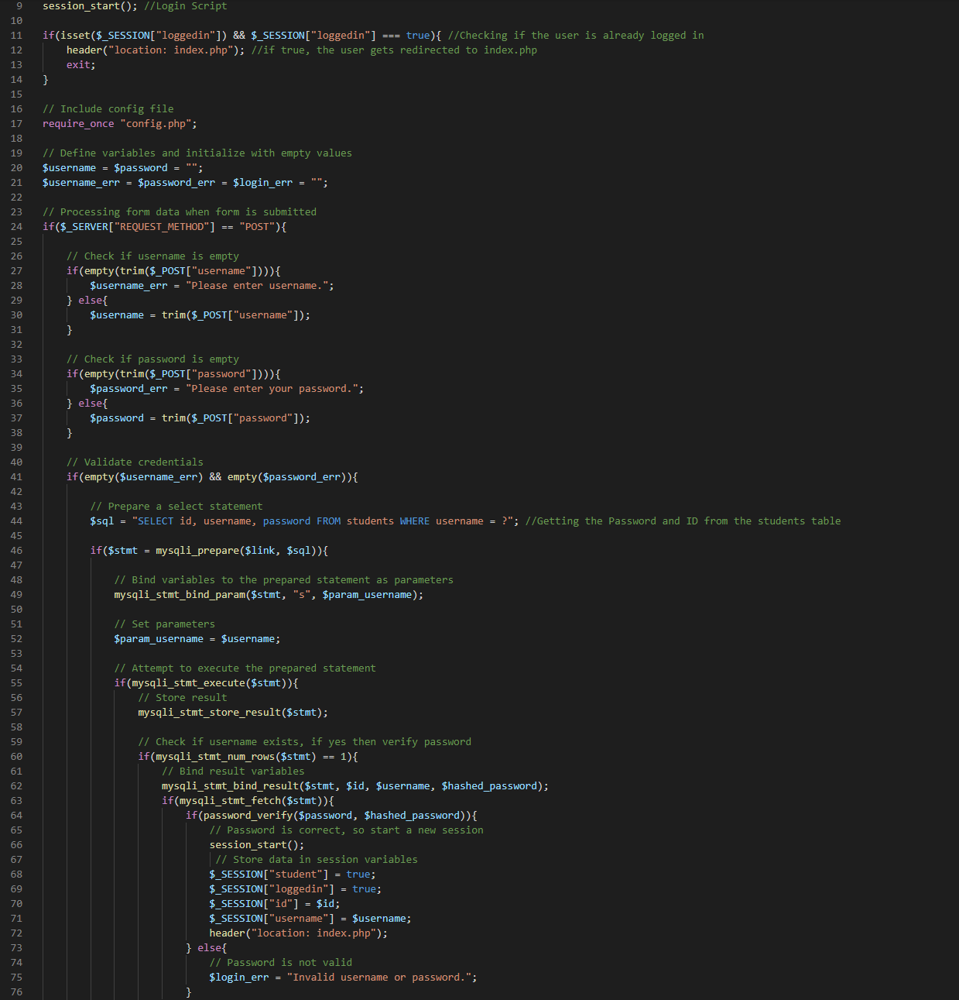 9 session_start(); //Login Script
10
11 if(isset($_SESSION["loggedin"]) && $_SESSION["loggedin"] === true){ //Checking if the user is already logged in
12 header("location: index.php"); //if true, the user gets redirected to index.php
13 exit;
14 }
15
16 // Include config file
17 require_once "config.php";
18
19 // Define variables and initialize with empty values
20 $username = $password = "";
21 $username_err = $password_err = $login_err = "";
22
23 // Processing form data when form is submitted
24 if($_SERVER["REQUEST_METHOD"] == "POST"){
25
26 // Check if username is empty
27 if(empty(trim($_POST["username"]))){
28 $username_err = "Please enter username.";
29 } else{
30 $username = trim($_POST["username"]);
31 }
32
33 // Check if password is empty
34 if(empty(trim($_POST["password"]))){
35 $password_err = "Please enter your password.";
36 } else{
37 $password = trim($_POST["password"]);
38 }
39
40 // Validate credentials
41 if(empty($username_err) && empty($password_err)){
42
43 // Prepare a select statement
44 $sql = "SELECT id, username, password FROM students WHERE username = ?"; //Getting the Password and ID from the students table
45
46 if($stmt = mysqli_prepare($link, $sql)){
47
48 // Bind variables to the prepared statement as parameters
49 mysqli_stmt_bind_param($stmt, "s", $param_username);
50
51 // Set parameters
52 $param_username = $username;
53
54 // Attempt to execute the prepared statement
55 if(mysqli_stmt_execute($stmt)){
56 // Store result
57 mysqli_stmt_store_result($stmt);
58
59 // Check if username exists, if yes then verify password
60 if(mysqli_stmt_num_rows($stmt) == 1){
61 // Bind result variables
62 mysqli_stmt_bind_result($stmt, $id, $username, $hashed_password);
63 if(mysqli_stmt_fetch($stmt)){
64 if(password_verify($password, $hashed_password)){
65 // Password is correct, so start a new session
66 session_start();
67 // Store data in session variables
68 $_SESSION["student"] = true;
69 $_SESSION["loggedin"] = true;
70 $_SESSION["id"] = $id;
71 $_SESSION["username"] = $username;
72 header("location: index.php");
73 } else{
74 // Password is not valid
75 $login_err = "Invalid username or password.";
76 }